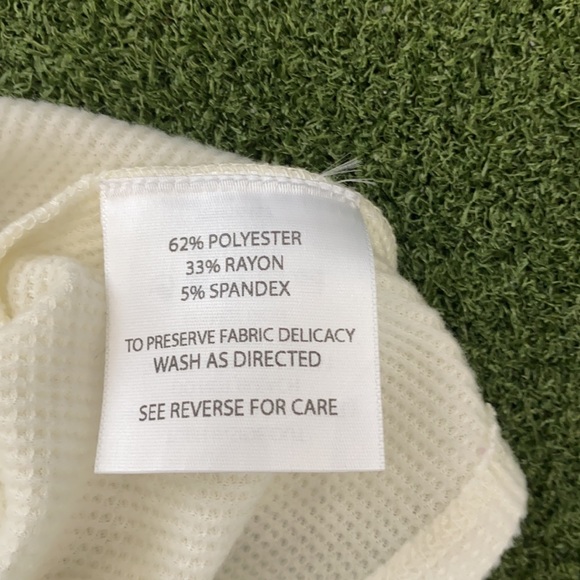 62% POLYESTER
33% RAYON
5% SPANDEX
TO PRESERVE FABRIC DELICACY
WASH AS DIRECTED
SEE REVERSE FOR CARE